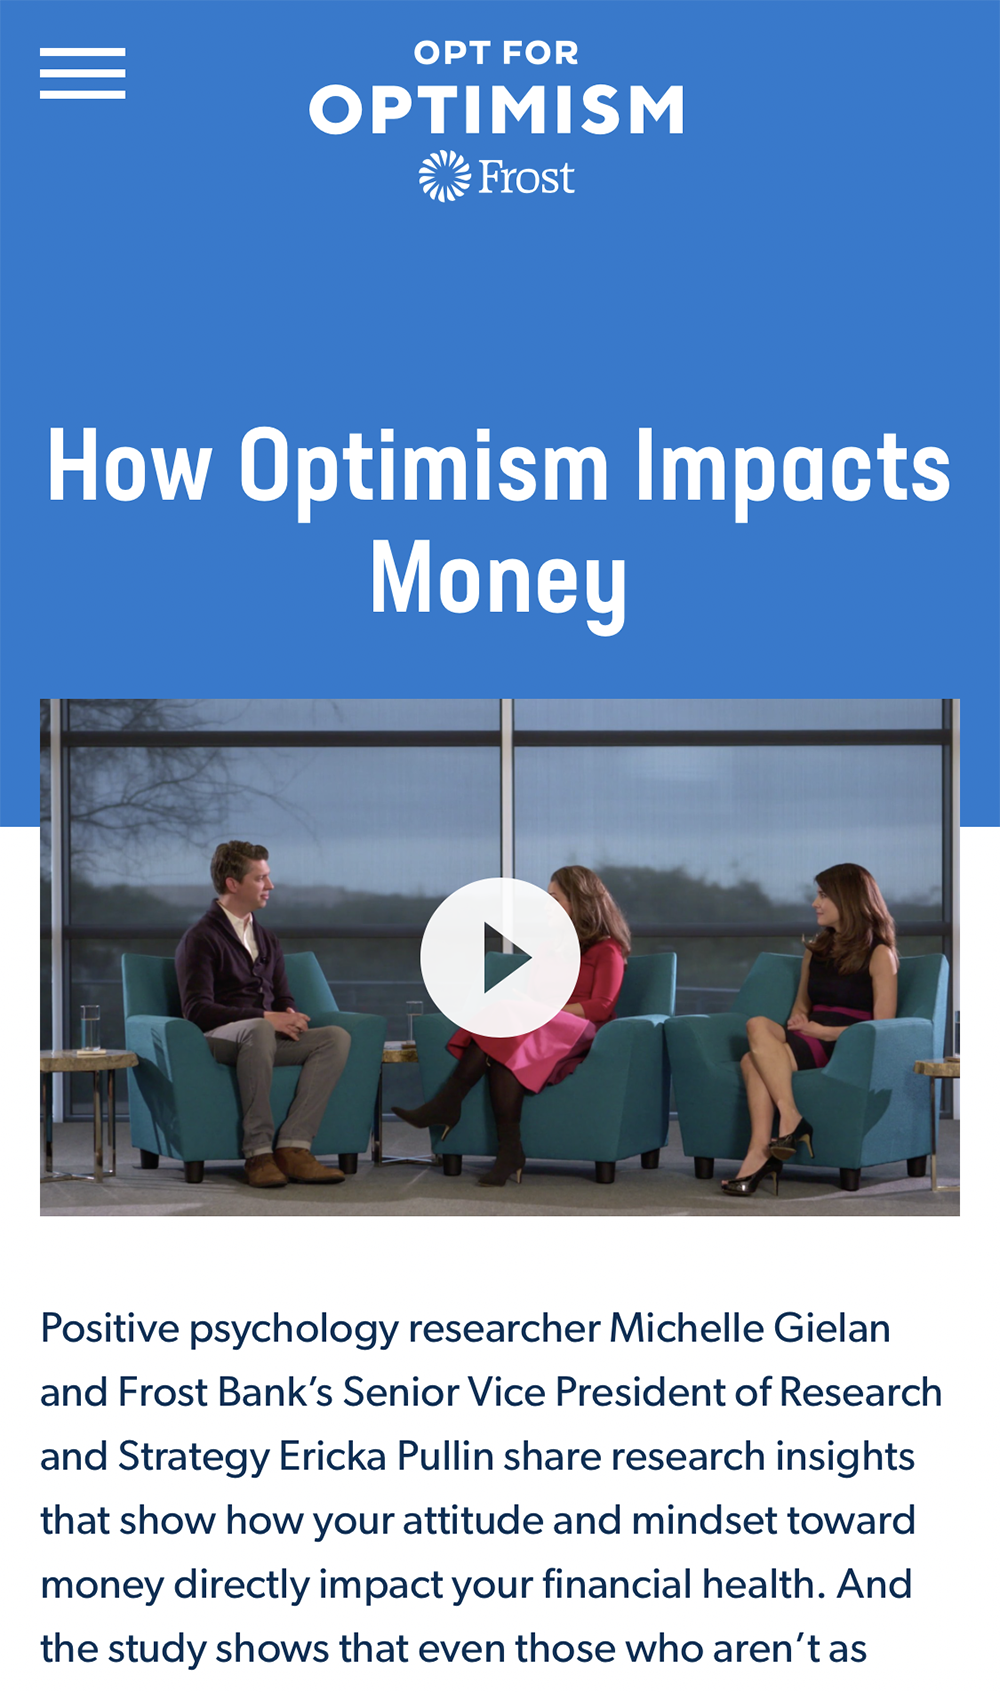 OPT FOR
OPTIMISM
Frost
How Optimism Impacts
Money
Positive psychology researcher Michelle Gielan
and Frost Bank’s Senior Vice President of Research
and Strategy Ericka Pullin share research insights
that show how your attitude and mindset toward
money directly impact your financial health. And
the study shows that even those who aren’t as